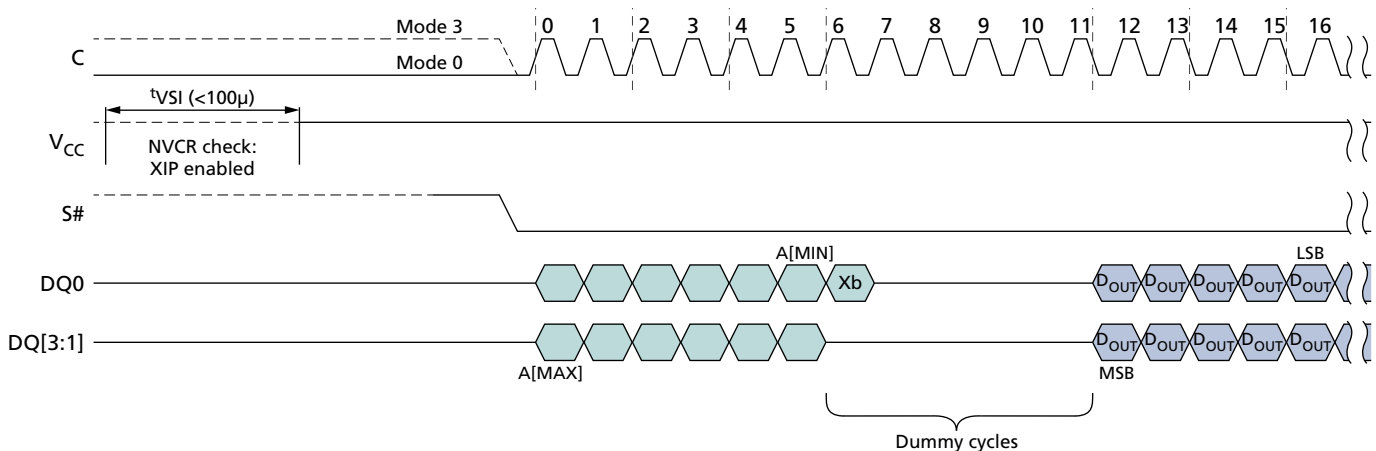 Mode 3
0 1 2 3 4 5 6 7 8 9 10 11 12 13 14 15 16
C
Mode 0
tVSI (<100µ)
VCC
NVCR check:
XIP enabled
S#
A[MIN]
LSB
DQ0
Xb
DOUT DOUT DOUT DOUT DOUT
DQ[3:1]
DOUT DOUT DOUT DOUT DOUT
A[MAX]
MSB
Dummy cycles